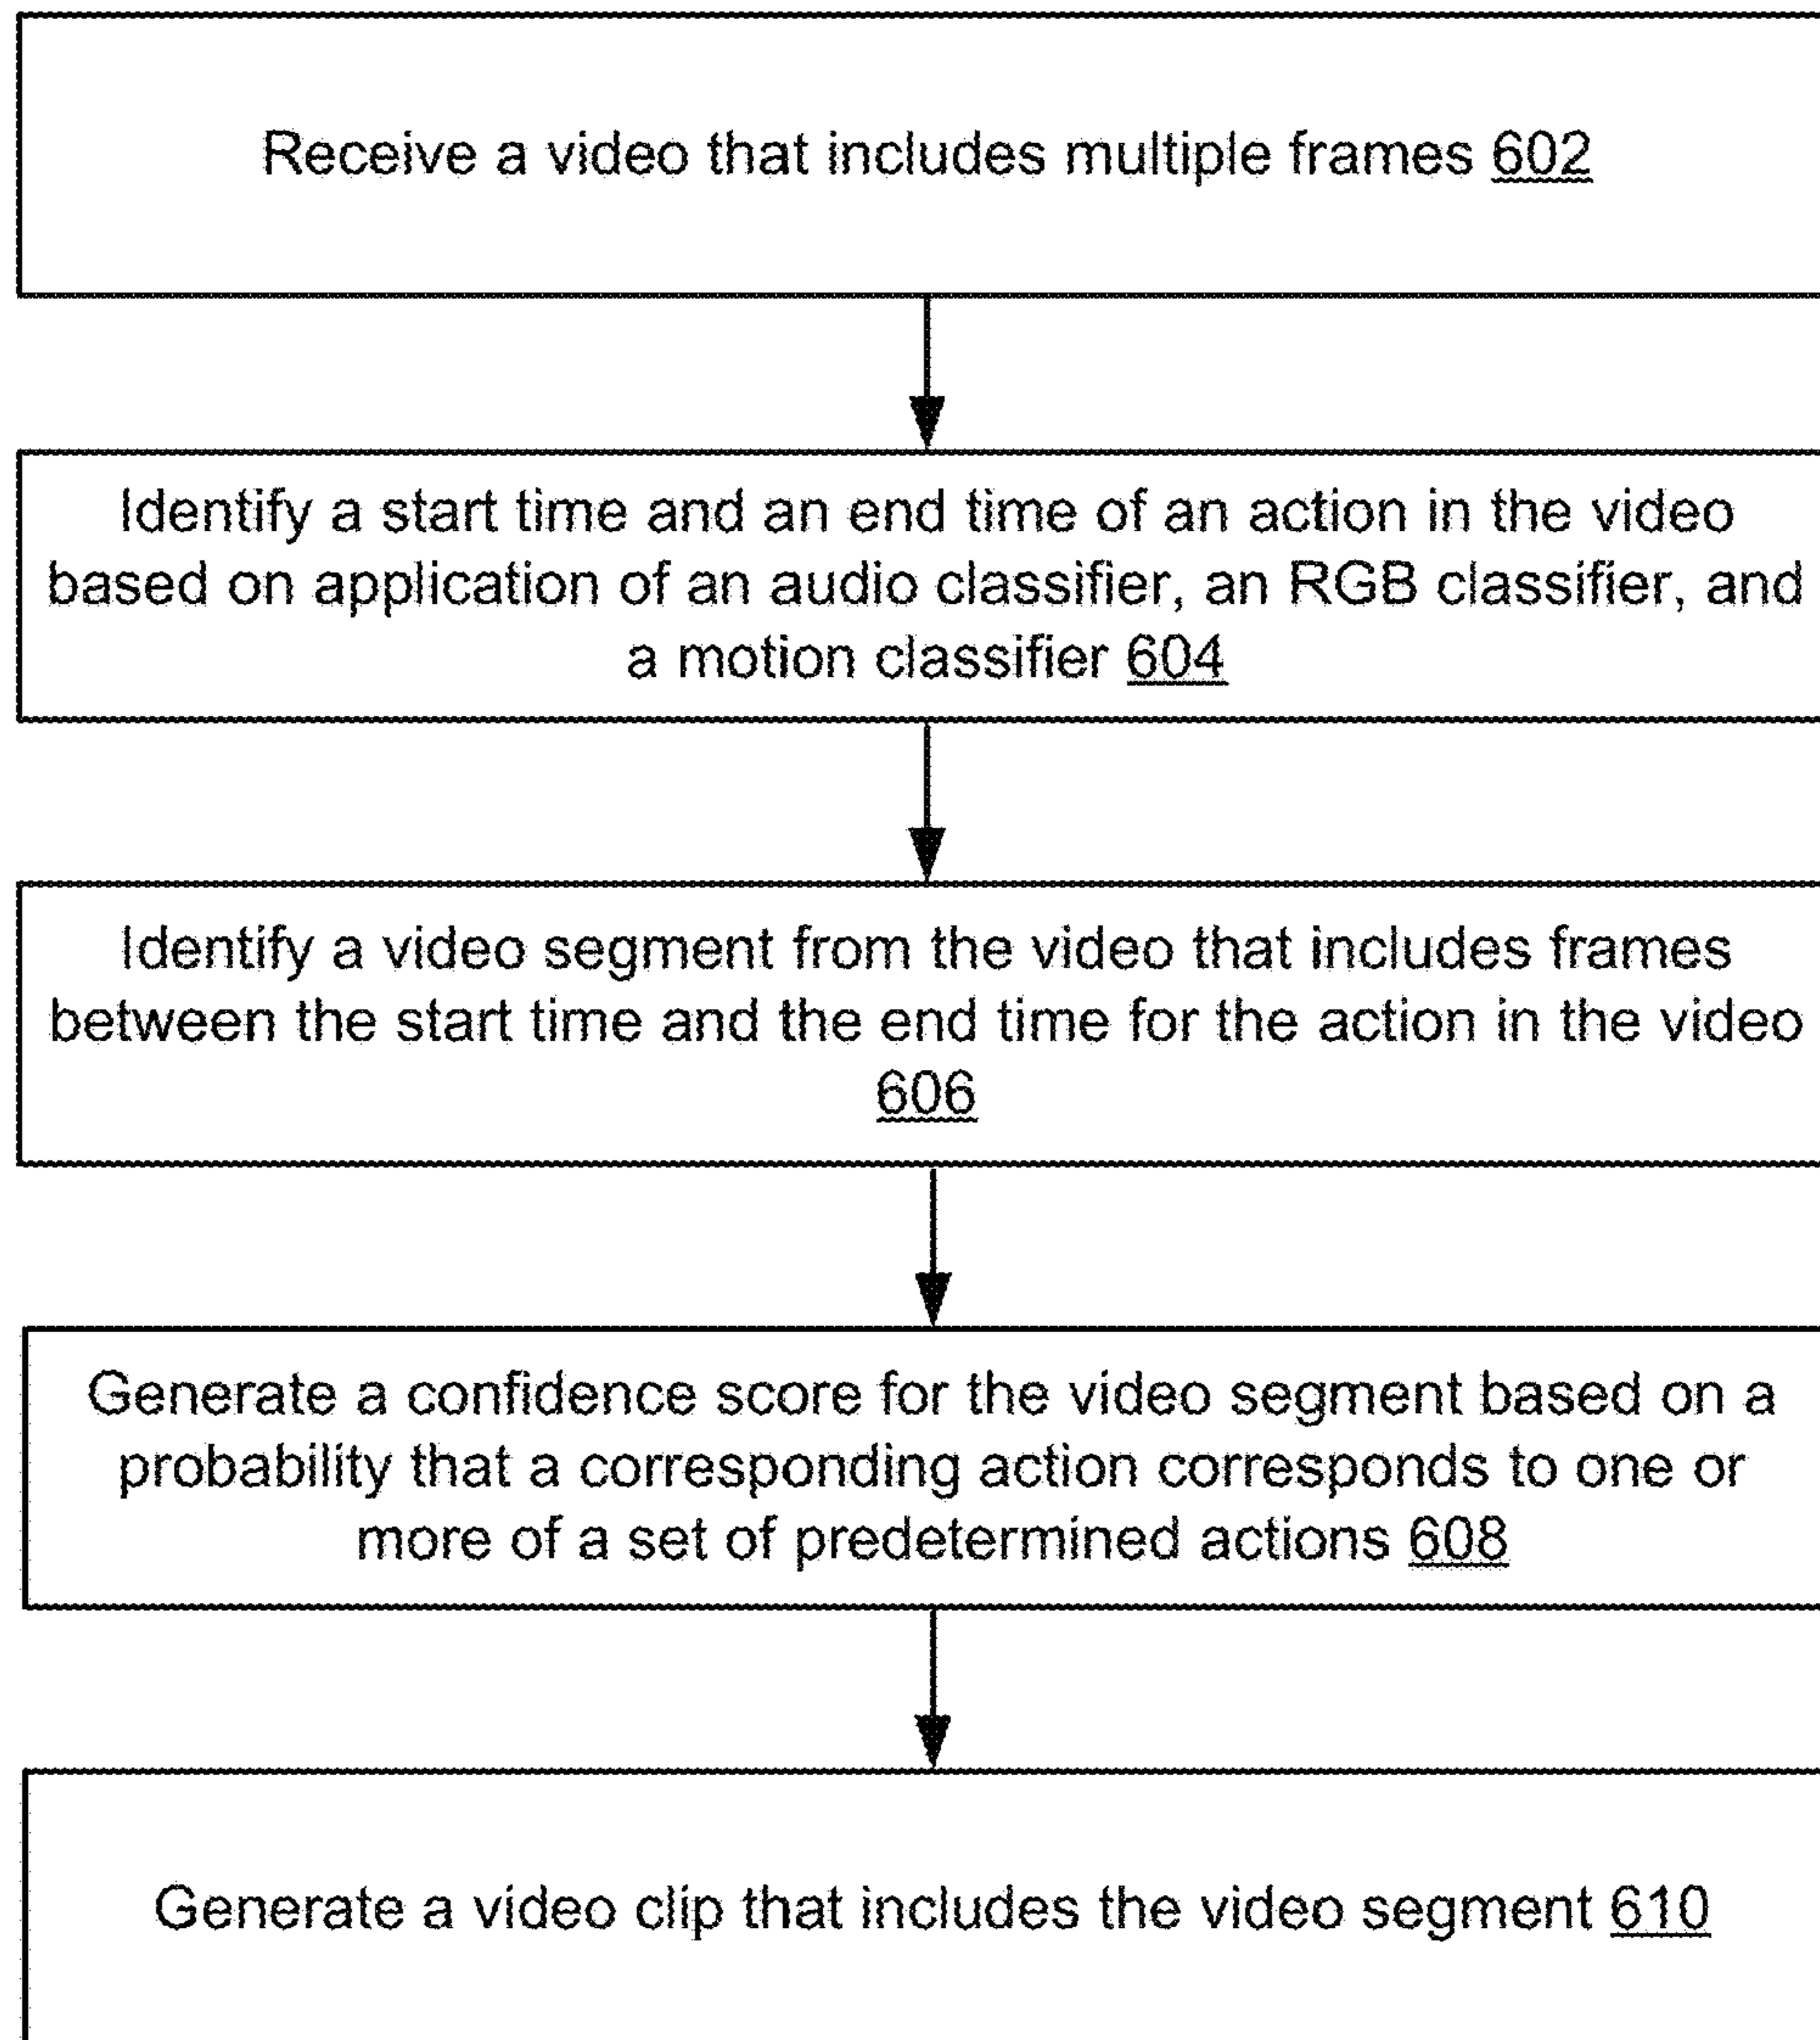 Receive a video that includes multiple frames 602
Identify a start time and an end time of an action in the video
based on application of an audio classifier, an RGB classifier, and
a motion classifier 604
Identify a video segment from the video that includes frames
between the start time and the end time for the action in the video
606
Generate a confidence score for the video segment based on a
probability that a corresponding action corresponds to one or
more of a set of predetermined actions 608
Generate a video clip that includes the video segment 610